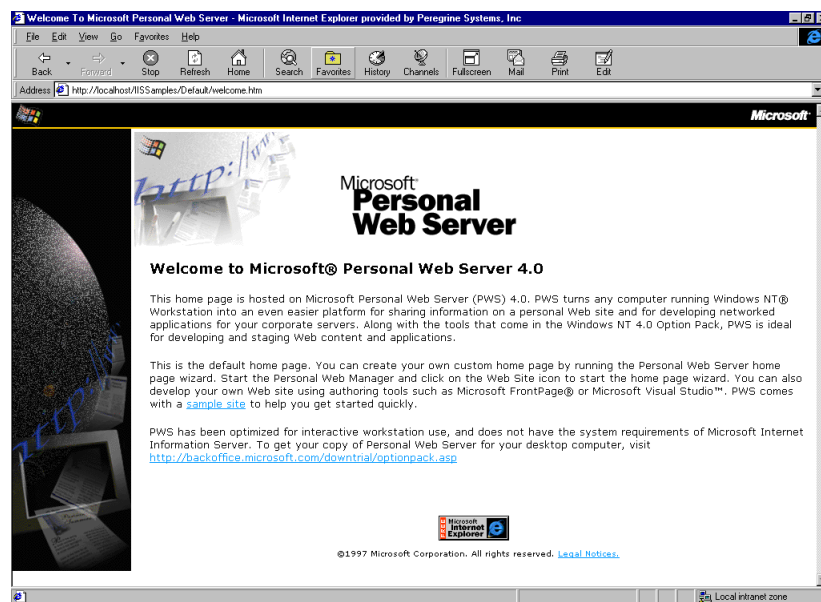 Welcome To Microsoft Personal Web Server - Microsoft Internet Explorer provided by Peregrine Systems, Inc
File Edit View Go Favorites Help
Back Forward Stop Refresh Home Search Favorites History Channels Fullscreen Mail Print Edit
Address http://localhost/IISSamples/Default/welcome.htm
Microsoft
http://w
Microsoft
Personal
Web Server
Welcome to Microsoft® Personal Web Server 4.0
This home page is hosted on Microsoft Personal Web Server (PWS) 4.0. PWS turns any computer running Windows NT®
Workstation into an even easier platform for sharing information on a personal Web site and for developing networked
applications for your corporate servers. Along with the tools that come in the Windows NT 4.0 Option Pack, PWS is ideal
for developing and staging Web content and applications.
This is the default home page. You can create your own custom home page by running the Personal Web Server home
page wizard. Start the Personal Web Manager and click on the Web Site icon to start the home page wizard. You can also
develop your own Web site using authoring tools such as Microsoft FrontPage® or Microsoft Visual Studio™. PWS comes
with a sample site to help you get started quickly.
PWS has been optimized for interactive workstation use, and does not have the system requirements of Microsoft Internet
Information Server. To get your copy of Personal Web Server for your desktop computer, visit
http://backoffice.microsoft.com/downtrial/optionpack.asp
FREE Microsoft
Internet
Explorer
©1997 Microsoft Corporation. All rights reserved. Legal Notices.
Local intranet zone